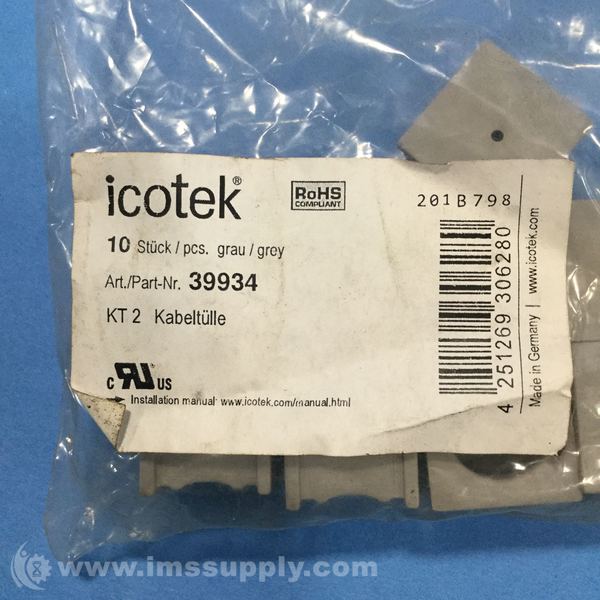 icotek®
RoHS
COMPLIANT
201B798
10 Stück / pcs. grau / grey
Art./Part-Nr. 39934
KT 2 Kabeltülle
c RU US
Installation manual: www.icotek.com/manual.html
4 251269 306280
Made in Germany | www.icotek.com
www.imssupply.com